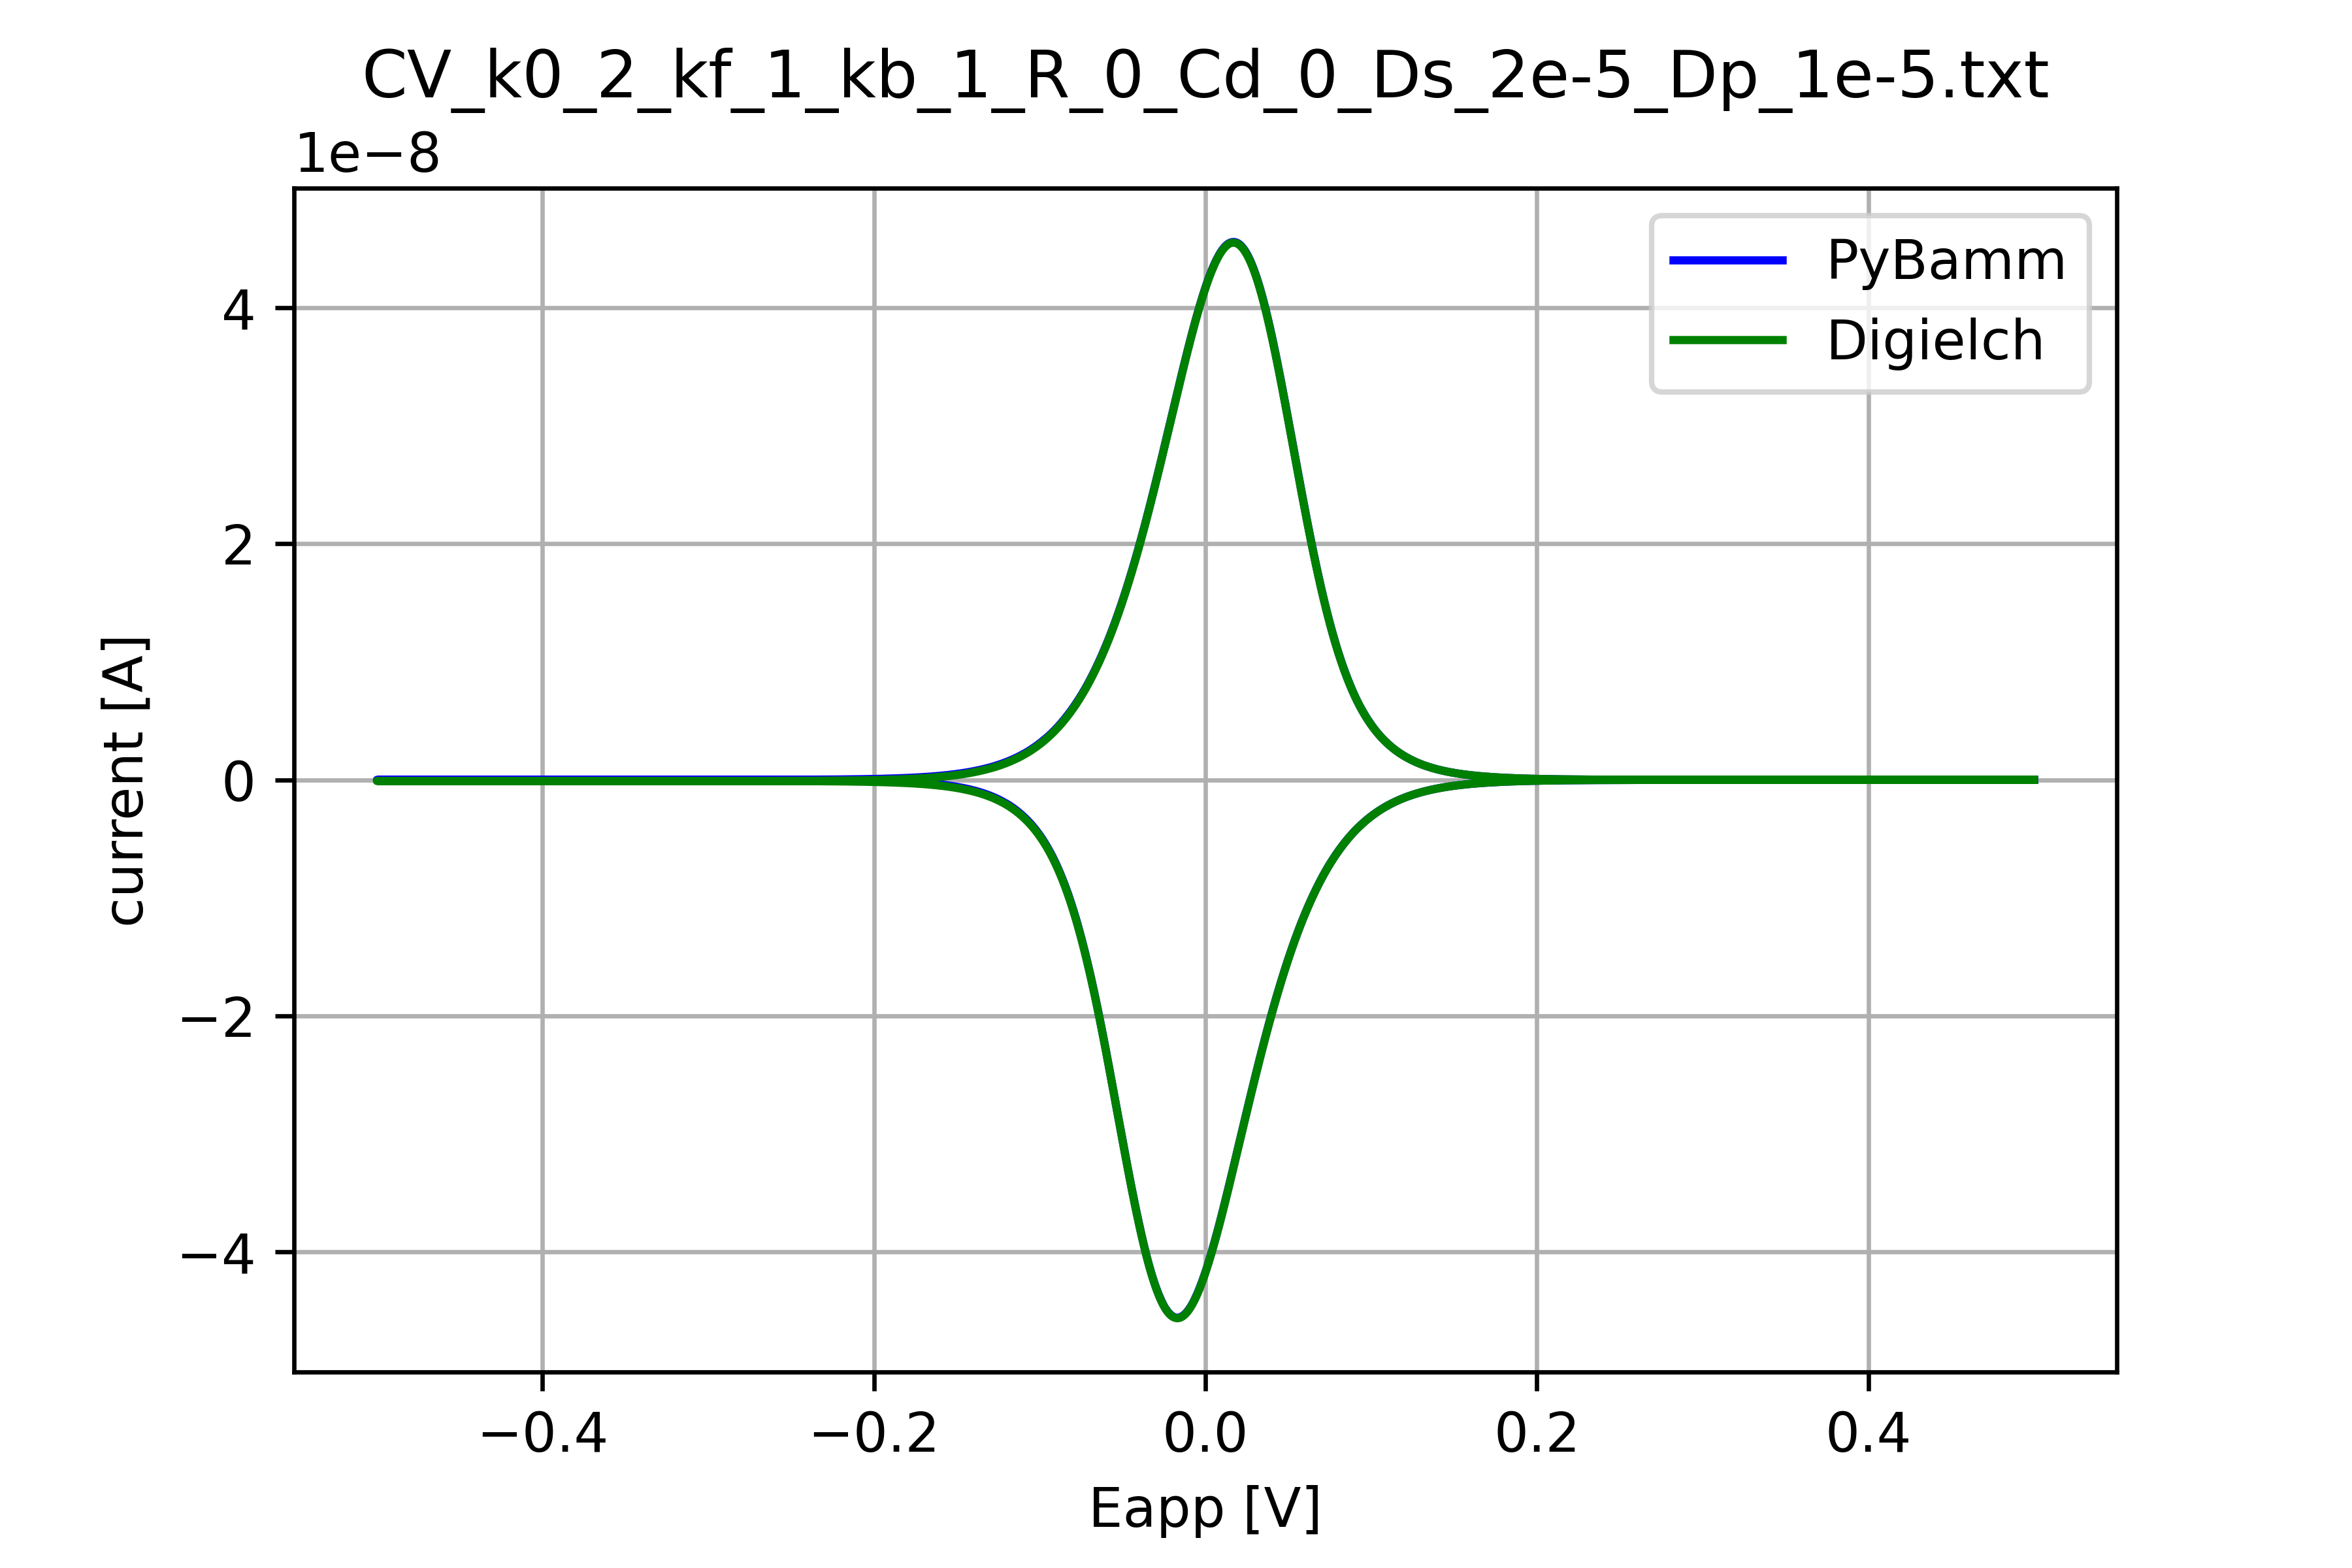 CV_k0_2_kf_1_kb_1_R_0_Cd_0_Ds_2e-5_Dp_1e-5.txt
1e−8
PyBamm
Digielch
4
2
0
−2
−4
current [A]
−0.4 −0.2 0.0 0.2 0.4
Eapp [V]